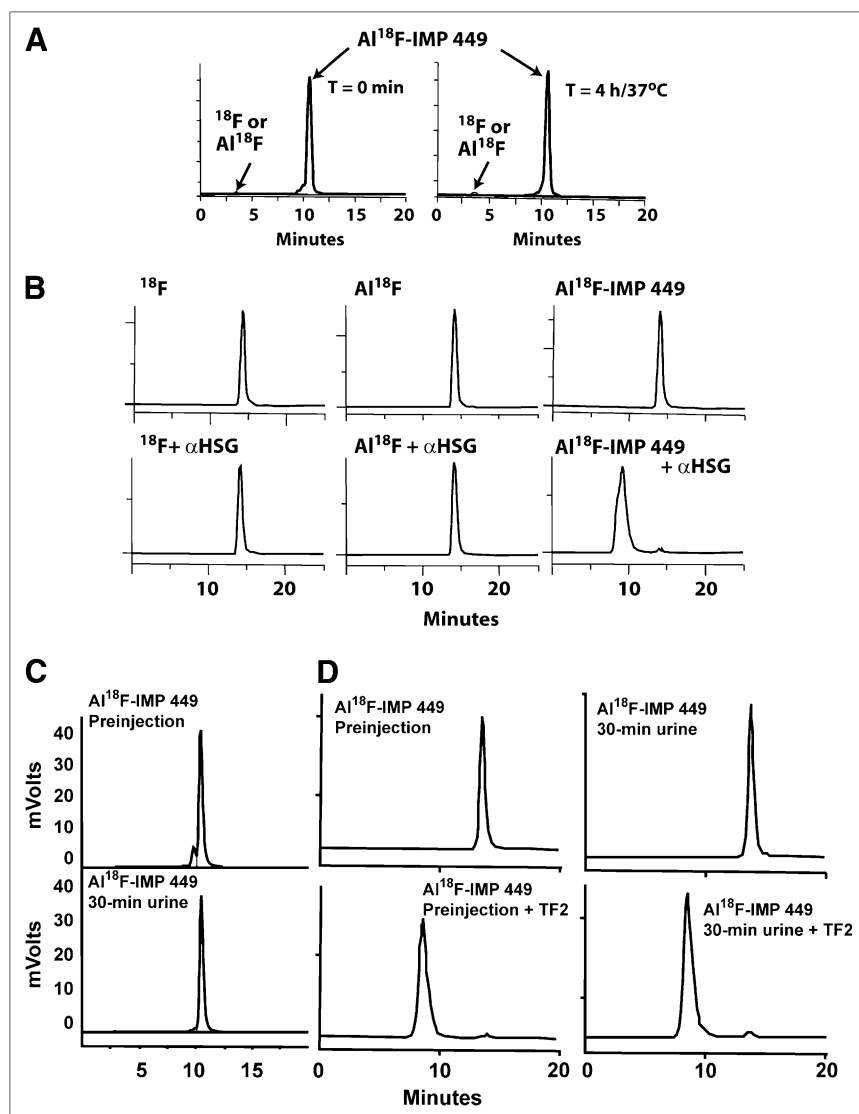 A
Al¹⁸F-IMP 449
T = 0 min
T = 4 h/37ºC
¹⁸F or
Al¹⁸F
¹⁸F or
Al¹⁸F
0 5 10 15 20
0 5 10 15 20
Minutes
Minutes
B
¹⁸F
Al¹⁸F
Al¹⁸F-IMP 449
¹⁸F+ αHSG
Al¹⁸F + αHSG
Al¹⁸F-IMP 449
+ αHSG
10 20
10 20
10 20
Minutes
C
D
Al¹⁸F-IMP 449
Preinjection
40
30
20
10
0
mVolts
Al¹⁸F-IMP 449
30-min urine
40
30
20
10
0
mVolts
5 10 15
Al¹⁸F-IMP 449
Preinjection
Al¹⁸F-IMP 449
30-min urine
Al¹⁸F-IMP 449
Preinjection + TF2
Al¹⁸F-IMP 449
30-min urine + TF2
0 10 20
0 10 20
Minutes